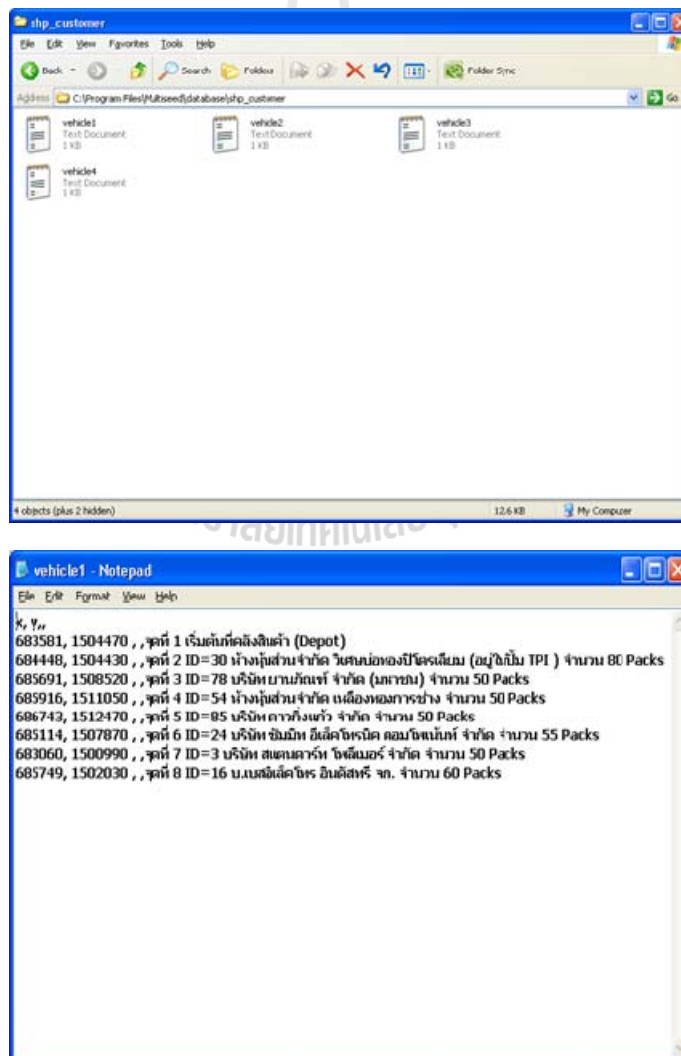 shp_customer
File Edit View Favorites Tools Help
Back Search Folders Folder Sync
Address C:\Program Files\Multiseed\database\shp_customer Go
vehicle1
Text Document
1 KB
vehicle2
Text Document
1 KB
vehicle3
Text Document
1 KB
vehicle4
Text Document
1 KB
4 objects (plus 2 hidden) 12.6 KB My Computer
vehicle1 - Notepad
File Edit Format View Help
x, y,,
683581, 1504470 , ,จุดที่ 1 เริ่มต้นที่คลังสินค้า (Depot)
684448, 1504430 , ,จุดที่ 2 ID=30 ห้างหุ้นส่วนจำกัด วิเศษบ่อทองปิโตรเลียม (อยู่ในปั๊ม TPI ) จำนวน 80 Packs
685691, 1508520 , ,จุดที่ 3 ID=78 บริษัท ยานภัณฑ์ จำกัด (มหาชน) จำนวน 50 Packs
685916, 1511050 , ,จุดที่ 4 ID=54 ห้างหุ้นส่วนจำกัด เหลืองทองการช่าง จำนวน 50 Packs
686743, 1512470 , ,จุดที่ 5 ID=85 บริษัท ดาวกิ่งแก้ว จำกัด จำนวน 50 Packs
685114, 1507870 , ,จุดที่ 6 ID=24 บริษัท ซัมมิท อีเล็คโทรนิค คอมโพเน้นท์ จำกัด จำนวน 55 Packs
683060, 1500990 , ,จุดที่ 7 ID=3 บริษัท สแตนดาร์ท โพลีเมอร์ จำกัด จำนวน 50 Packs
685749, 1502030 , ,จุดที่ 8 ID=16 บ.เบสอีเล็คโทร อินดัสทรี จก. จำนวน 60 Packs